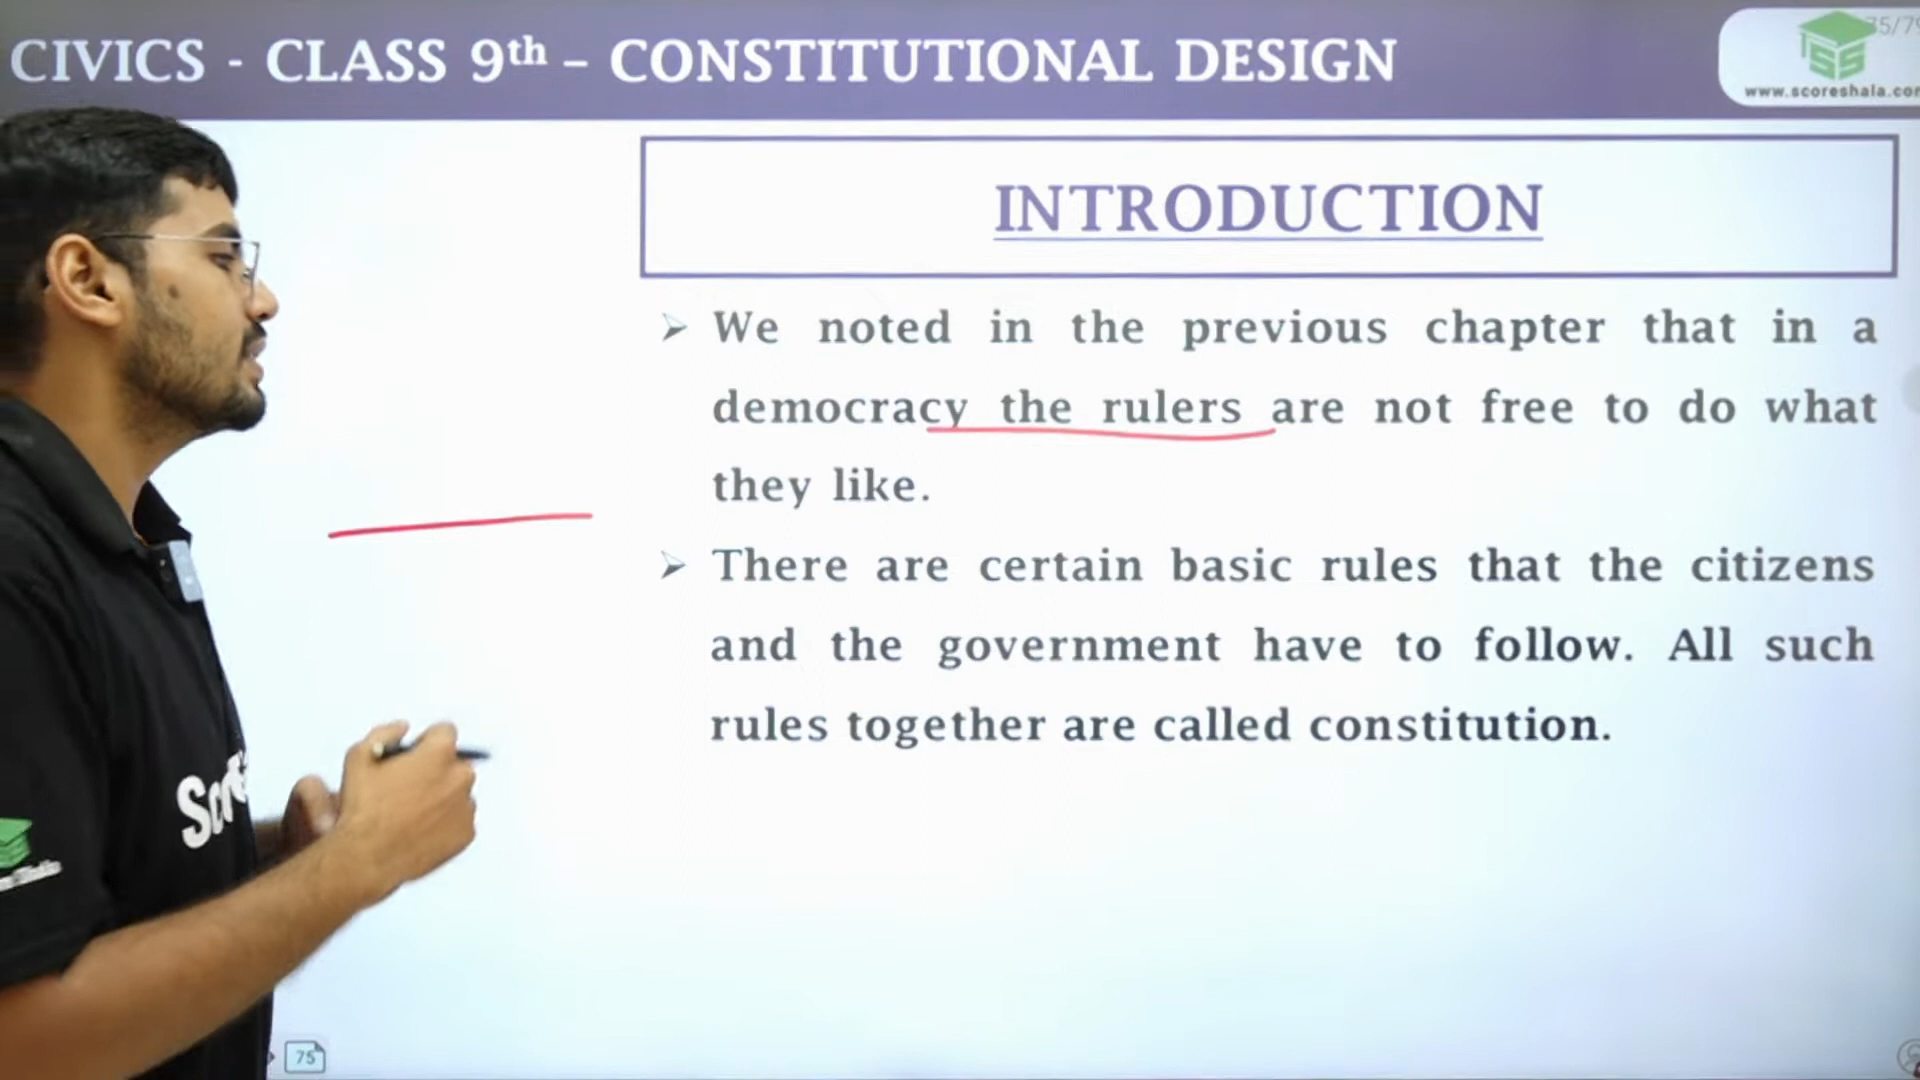 CIVICS - CLASS 9th – CONSTITUTIONAL DESIGN
75/79
www.scoreshala.com
INTRODUCTION
➢ We noted in the previous chapter that in a
democracy the rulers are not free to do what
they like.
➢ There are certain basic rules that the citizens
and the government have to follow. All such
rules together are called constitution.
75